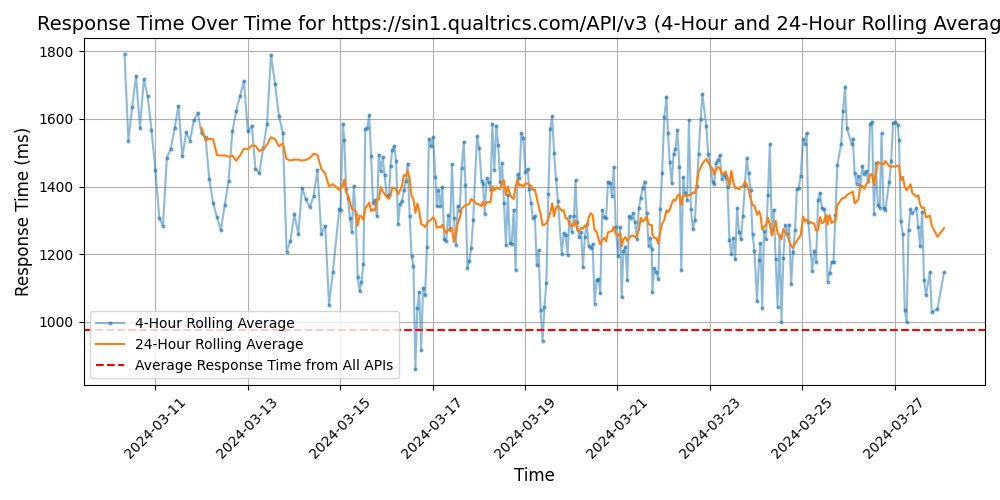 Response Time Over Time for https://sin1.qualtrics.com/API/v3 (4-Hour and 24-Hour Rolling Averag
Response Time (ms)
1800
1600
1400
1200
1000
4-Hour Rolling Average
24-Hour Rolling Average
Average Response Time from All APIs
2024-03-11
2024-03-13
2024-03-15
2024-03-17
2024-03-19
2024-03-21
2024-03-23
2024-03-25
2024-03-27
Time